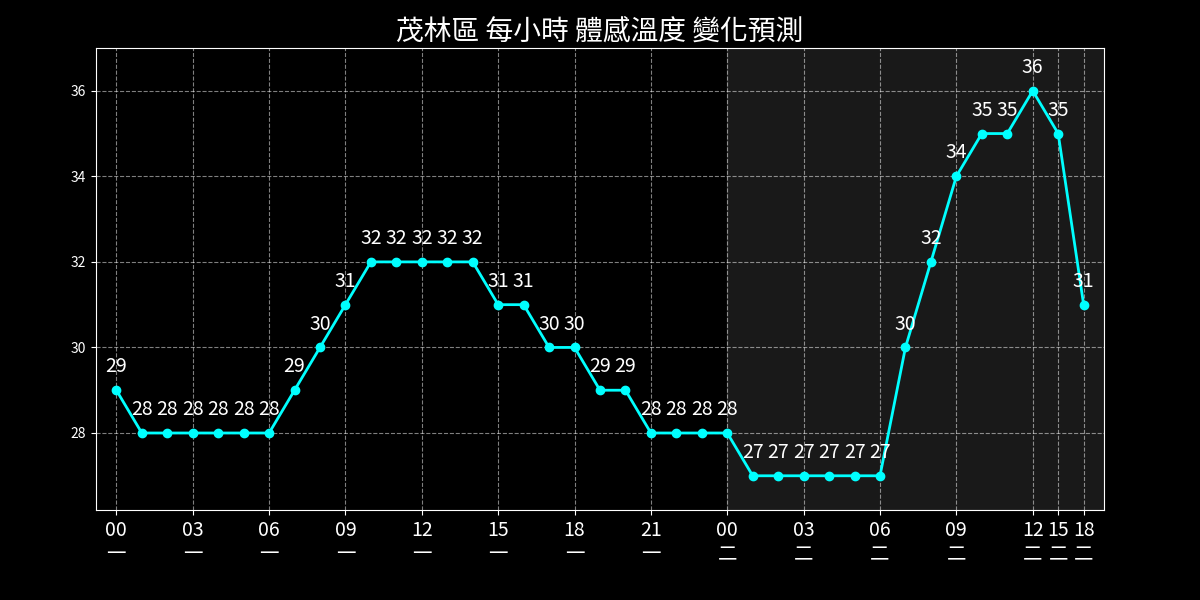 茂林區 每小時 體感溫度 變化預測
36
36
35 35 35
34
34
32 32 32 32 32 32
32
31 31 31 31
30 30 30 30
30
29 29 29 29
28 28 28 28 28 28 28 28 28 28
28
27 27 27 27 27 27
00 03 06 09 12 15 18 21 00 03 06 09 12 15 18
一 一 一 一 一 一 一 一 二 二 二 二 二 二 二